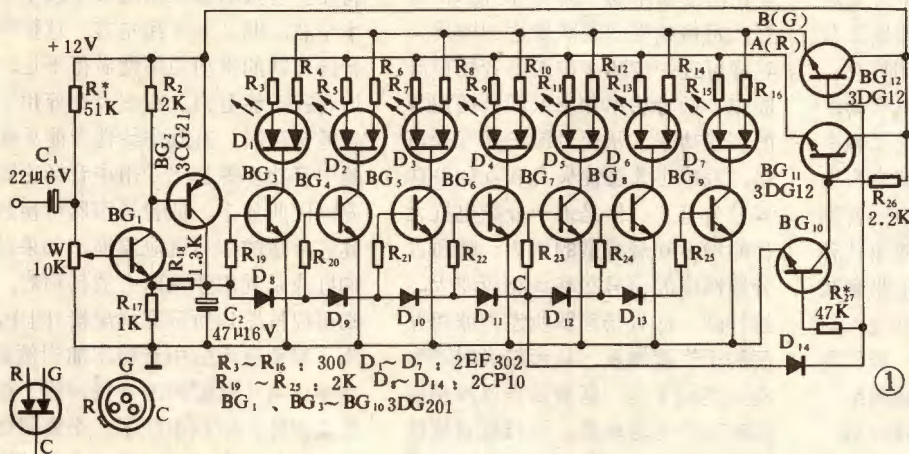 B(G)
A(R)
+12V
R₁*
51K
R₂
2K
BG₂
3CG21
C₁
22μ16V
W
10K
BG₁
R₁₇
1K
R₁₈
1.3K
C₂
47μ16V
R₃
R₄
R₅
R₆
R₇
R₈
R₉
R₁₀
R₁₁
R₁₂
R₁₃
R₁₄
R₁₅
R₁₆
D₁
D₂
D₃
D₄
D₅
D₆
D₇
BG₃
BG₄
BG₅
BG₆
BG₇
BG₈
BG₉
R₁₉
R₂₀
R₂₁
R₂₂
C
R₂₃
R₂₄
R₂₅
D₈
D₉
D₁₀
D₁₁
D₁₂
D₁₃
BG₁₂
3DG12
BG₁₁
3DG12
R₂₆
2.2K
BG₁₀
R₂₇
47K
D₁₄
①
R₃~R₁₆: 300 D₁~D₇: 2EF302
R₁₉~R₂₅: 2K D₈~D₁₄: 2CP10
BG₁、BG₃~BG₁₀3DG201
R G
C
G
R C